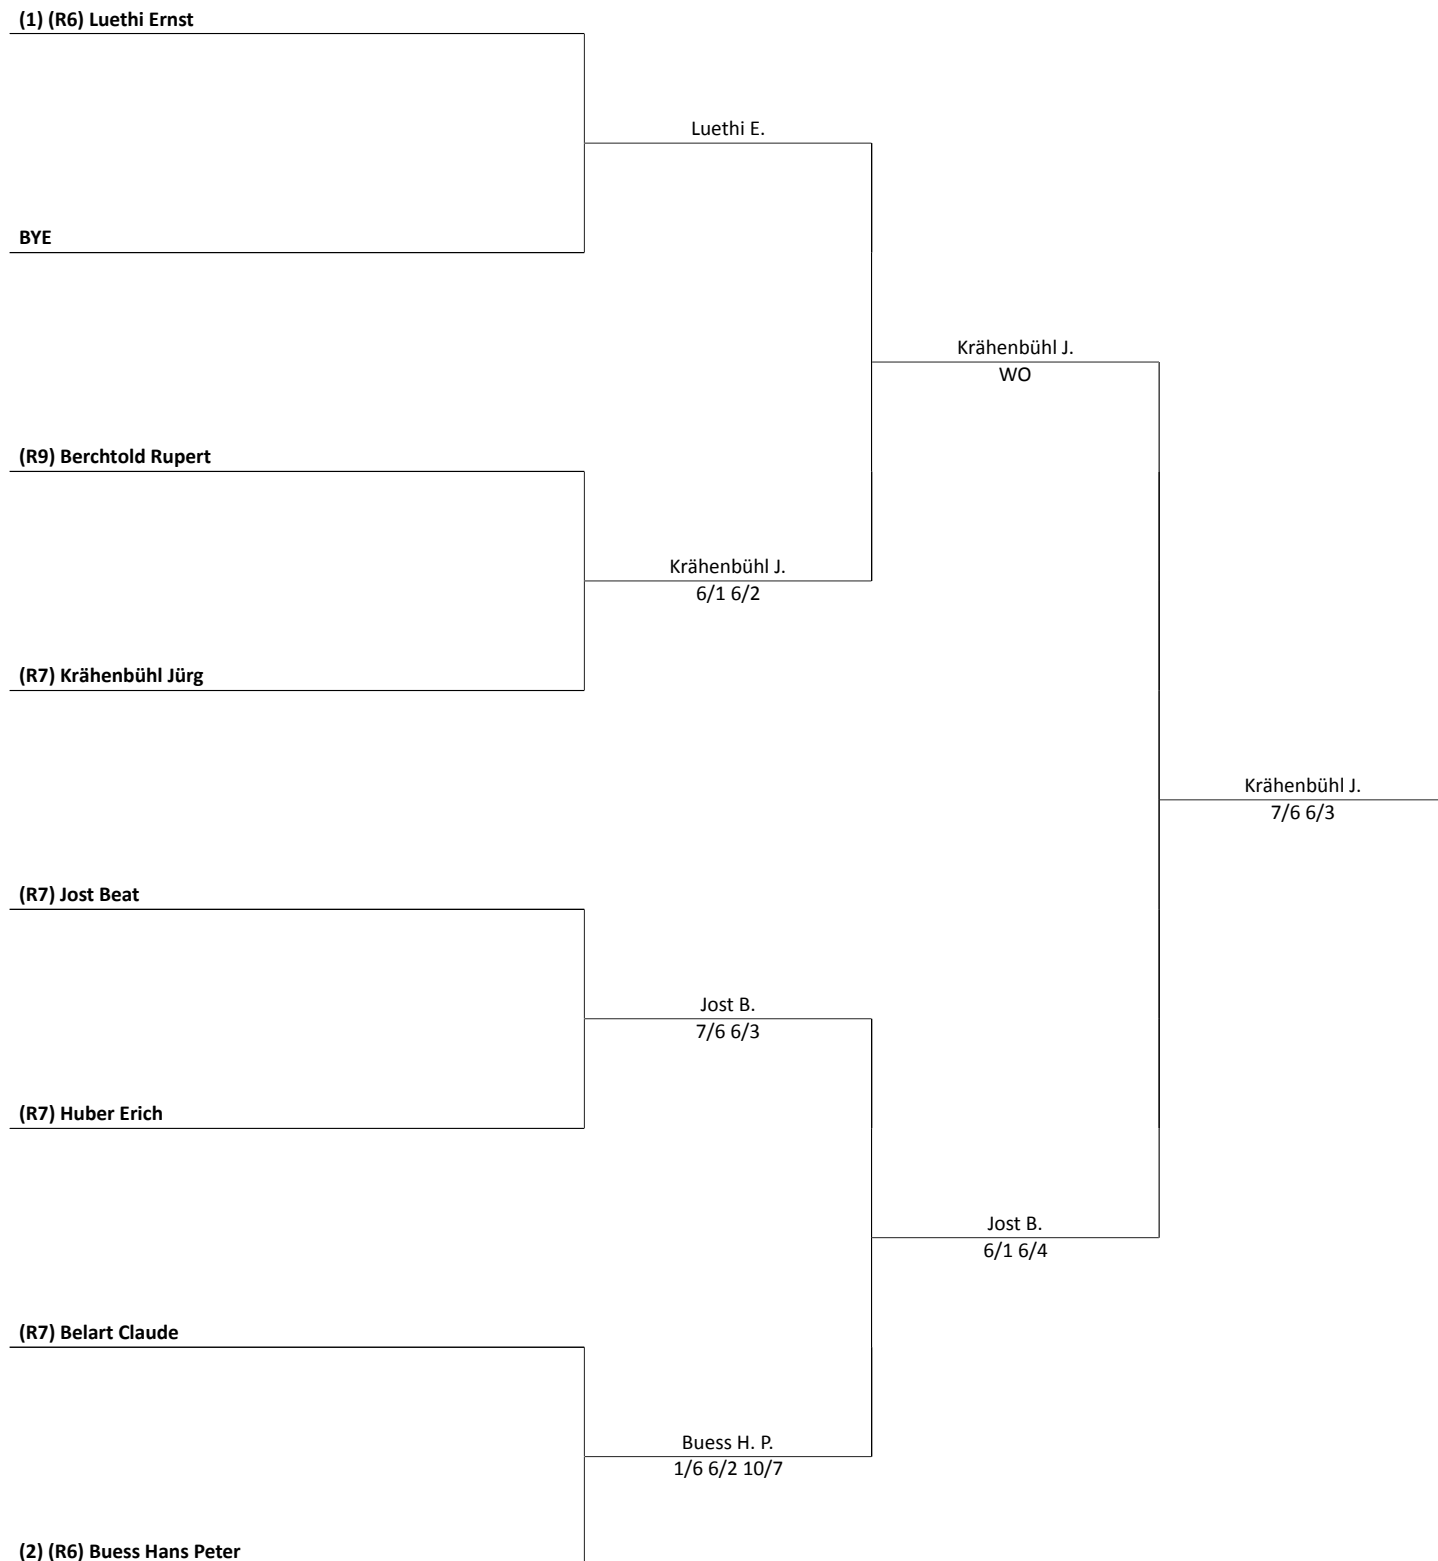 (1) (R6) Luethi Ernst
Luethi E.
BYE
Krähenbühl J.
WO
(R9) Berchtold Rupert
Krähenbühl J.
6/1 6/2
(R7) Krähenbühl Jürg
Krähenbühl J.
7/6 6/3
(R7) Jost Beat
Jost B.
7/6 6/3
(R7) Huber Erich
Jost B.
6/1 6/4
(R7) Belart Claude
Buess H. P.
1/6 6/2 10/7
(2) (R6) Buess Hans Peter